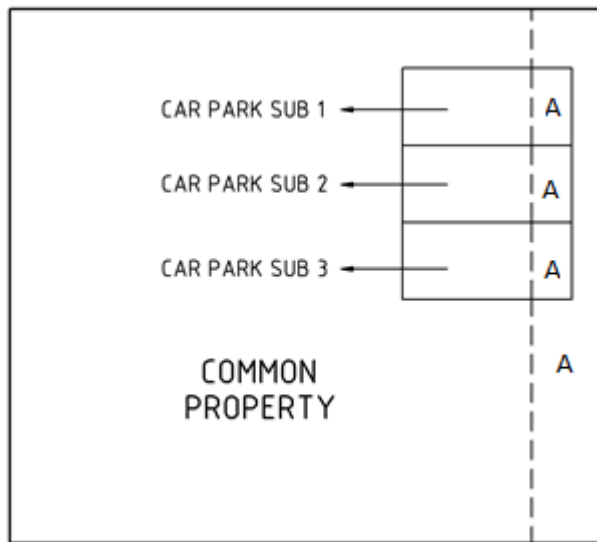 CAR PARK SUB 1
A
CAR PARK SUB 2
A
CAR PARK SUB 3
A
A
COMMON
PROPERTY